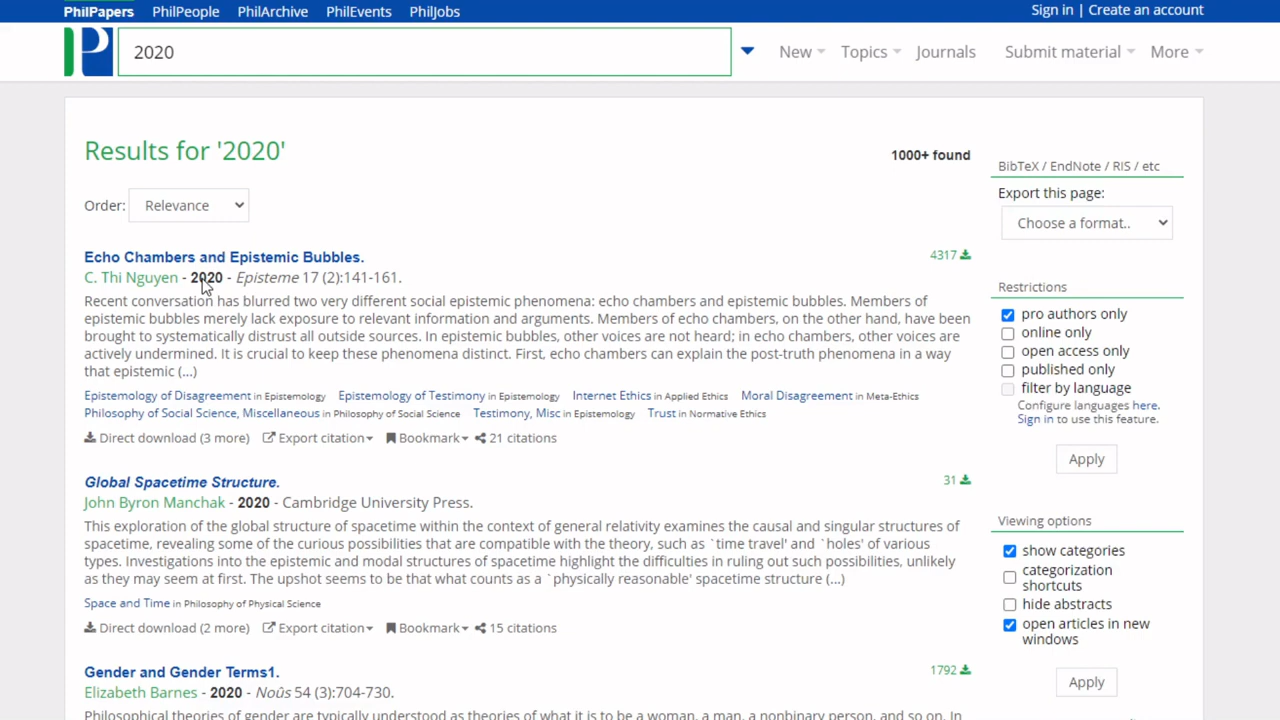 PhilPapers PhilPeople PhilArchive PhilEvents PhilJobs Sign in | Create an account
P 2020 New Topics Journals Submit material More
Results for '2020'
1000+ found
Order: Relevance
Echo Chambers and Epistemic Bubbles. 4317
C. Thi Nguyen - 2020 - Episteme 17 (2):141-161.
Recent conversation has blurred two very different social epistemic phenomena: echo chambers and epistemic bubbles. Members of
epistemic bubbles merely lack exposure to relevant information and arguments. Members of echo chambers, on the other hand, have been
brought to systematically distrust all outside sources. In epistemic bubbles, other voices are not heard; in echo chambers, other voices are
actively undermined. It is crucial to keep these phenomena distinct. First, echo chambers can explain the post-truth phenomena in a way
that epistemic (...)
Epistemology of Disagreement in Epistemology Epistemology of Testimony in Epistemology Internet Ethics in Applied Ethics Moral Disagreement in Meta-Ethics
Philosophy of Social Science, Miscellaneous in Philosophy of Social Science Testimony, Misc in Epistemology Trust in Normative Ethics
Direct download (3 more) Export citation Bookmark 21 citations
Global Spacetime Structure. 31
John Byron Manchak - 2020 - Cambridge University Press.
This exploration of the global structure of spacetime within the context of general relativity examines the causal and singular structures of
spacetime, revealing some of the curious possibilities that are compatible with the theory, such as `time travel' and `holes' of various
types. Investigations into the epistemic and modal structures of spacetime highlight the difficulties in ruling out such possibilities, unlikely
as they may seem at first. The upshot seems to be that what counts as a `physically reasonable' spacetime structure (...)
Space and Time in Philosophy of Physical Science
Direct download (2 more) Export citation Bookmark 15 citations
Gender and Gender Terms1. 1792
Elizabeth Barnes - 2020 - Noûs 54 (3):704-730.
Philosophical theories of gender are typically understood as theories of what it is to be a woman, a man, a nonbinary person, and so on. In
BibTeX / EndNote / RIS / etc
Export this page:
Choose a format..
Restrictions
pro authors only
online only
open access only
published only
filter by language
Configure languages here.
Sign in to use this feature.
Apply
Viewing options
show categories
categorization
shortcuts
hide abstracts
open articles in new
windows
Apply